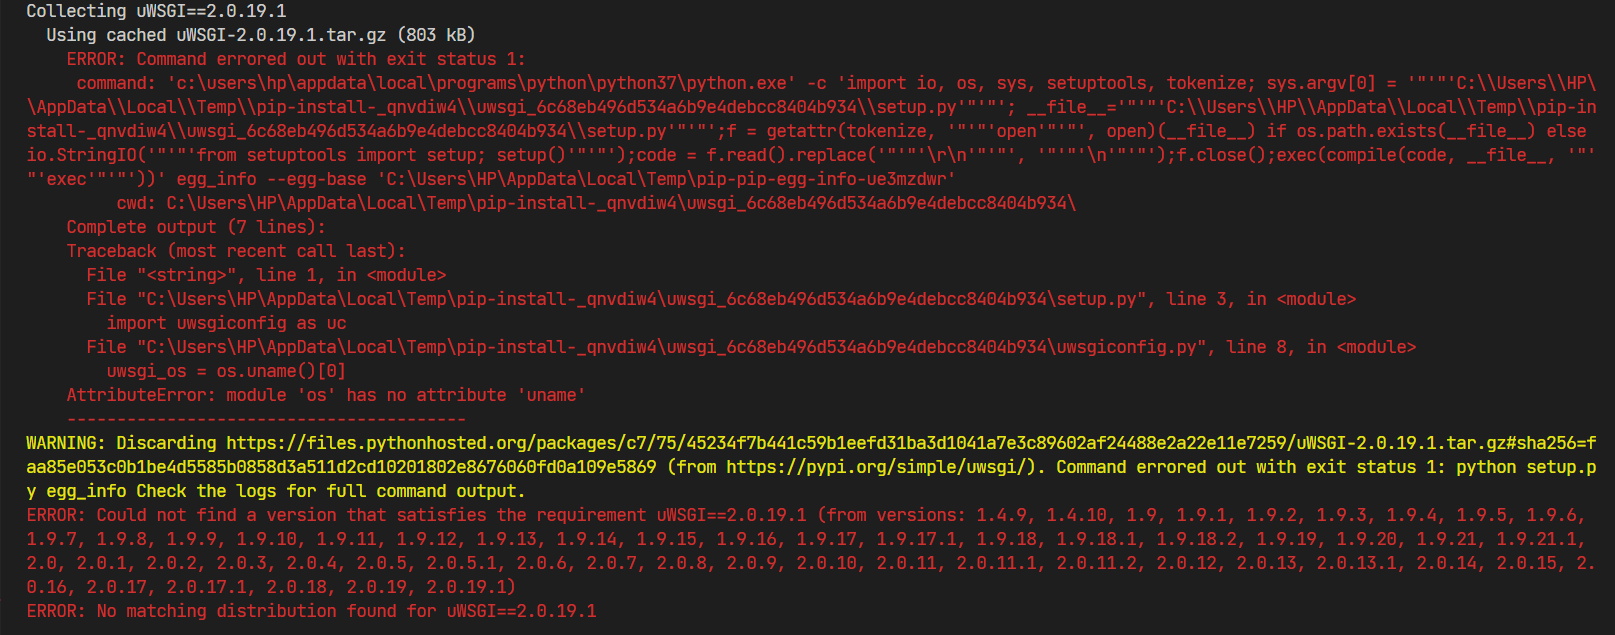 Collecting uWSGI==2.0.19.1
Using cached uWSGI-2.0.19.1.tar.gz (803 kB)
ERROR: Command errored out with exit status 1:
command: 'c:\users\hp\appdata\local\programs\python\python37\python.exe' -c 'import io, os, sys, setuptools, tokenize; sys.argv[0] = '"'"'C:\\Users\\HP\
\AppData\\Local\\Temp\\pip-install-_qnvdiw4\\uwsgi_6c68eb496d534a6b9e4debcc8404b934\\setup.py'"'"'; __file__='"'"'C:\\Users\\HP\\AppData\\Local\\Temp\\pip-in
stall-_qnvdiw4\\uwsgi_6c68eb496d534a6b9e4debcc8404b934\\setup.py'"'"';f = getattr(tokenize, '"'"'open'"'"', open)(__file__) if os.path.exists(__file__) else
io.StringIO('"'"'from setuptools import setup; setup()'"'"');code = f.read().replace('"'"'\r\n'"'"', '"'"'\n'"'"');f.close();exec(compile(code, __file__, '"'
"'exec'"'"'))' egg_info --egg-base 'C:\Users\HP\AppData\Local\Temp\pip-pip-egg-info-ue3mzdwr'
cwd: C:\Users\HP\AppData\Local\Temp\pip-install-_qnvdiw4\uwsgi_6c68eb496d534a6b9e4debcc8404b934\
Complete output (7 lines):
Traceback (most recent call last):
File "<string>", line 1, in <module>
File "C:\Users\HP\AppData\Local\Temp\pip-install-_qnvdiw4\uwsgi_6c68eb496d534a6b9e4debcc8404b934\setup.py", line 3, in <module>
import uwsgiconfig as uc
File "C:\Users\HP\AppData\Local\Temp\pip-install-_qnvdiw4\uwsgi_6c68eb496d534a6b9e4debcc8404b934\uwsgiconfig.py", line 8, in <module>
uwsgi_os = os.uname()[0]
AttributeError: module 'os' has no attribute 'uname'
----------------------------------------
WARNING: Discarding https://files.pythonhosted.org/packages/c7/75/45234f7b441c59b1eefd31ba3d1041a7e3c89602af24488e2a22e11e7259/uWSGI-2.0.19.1.tar.gz#sha256=f
aa85e053c0b1be4d5585b0858d3a511d2cd10201802e8676060fd0a109e5869 (from https://pypi.org/simple/uwsgi/). Command errored out with exit status 1: python setup.p
y egg_info Check the logs for full command output.
ERROR: Could not find a version that satisfies the requirement uWSGI==2.0.19.1 (from versions: 1.4.9, 1.4.10, 1.9, 1.9.1, 1.9.2, 1.9.3, 1.9.4, 1.9.5, 1.9.6,
1.9.7, 1.9.8, 1.9.9, 1.9.10, 1.9.11, 1.9.12, 1.9.13, 1.9.14, 1.9.15, 1.9.16, 1.9.17, 1.9.17.1, 1.9.18, 1.9.18.1, 1.9.18.2, 1.9.19, 1.9.20, 1.9.21, 1.9.21.1,
2.0, 2.0.1, 2.0.2, 2.0.3, 2.0.4, 2.0.5, 2.0.5.1, 2.0.6, 2.0.7, 2.0.8, 2.0.9, 2.0.10, 2.0.11, 2.0.11.1, 2.0.11.2, 2.0.12, 2.0.13, 2.0.13.1, 2.0.14, 2.0.15, 2.
0.16, 2.0.17, 2.0.17.1, 2.0.18, 2.0.19, 2.0.19.1)
ERROR: No matching distribution found for uWSGI==2.0.19.1